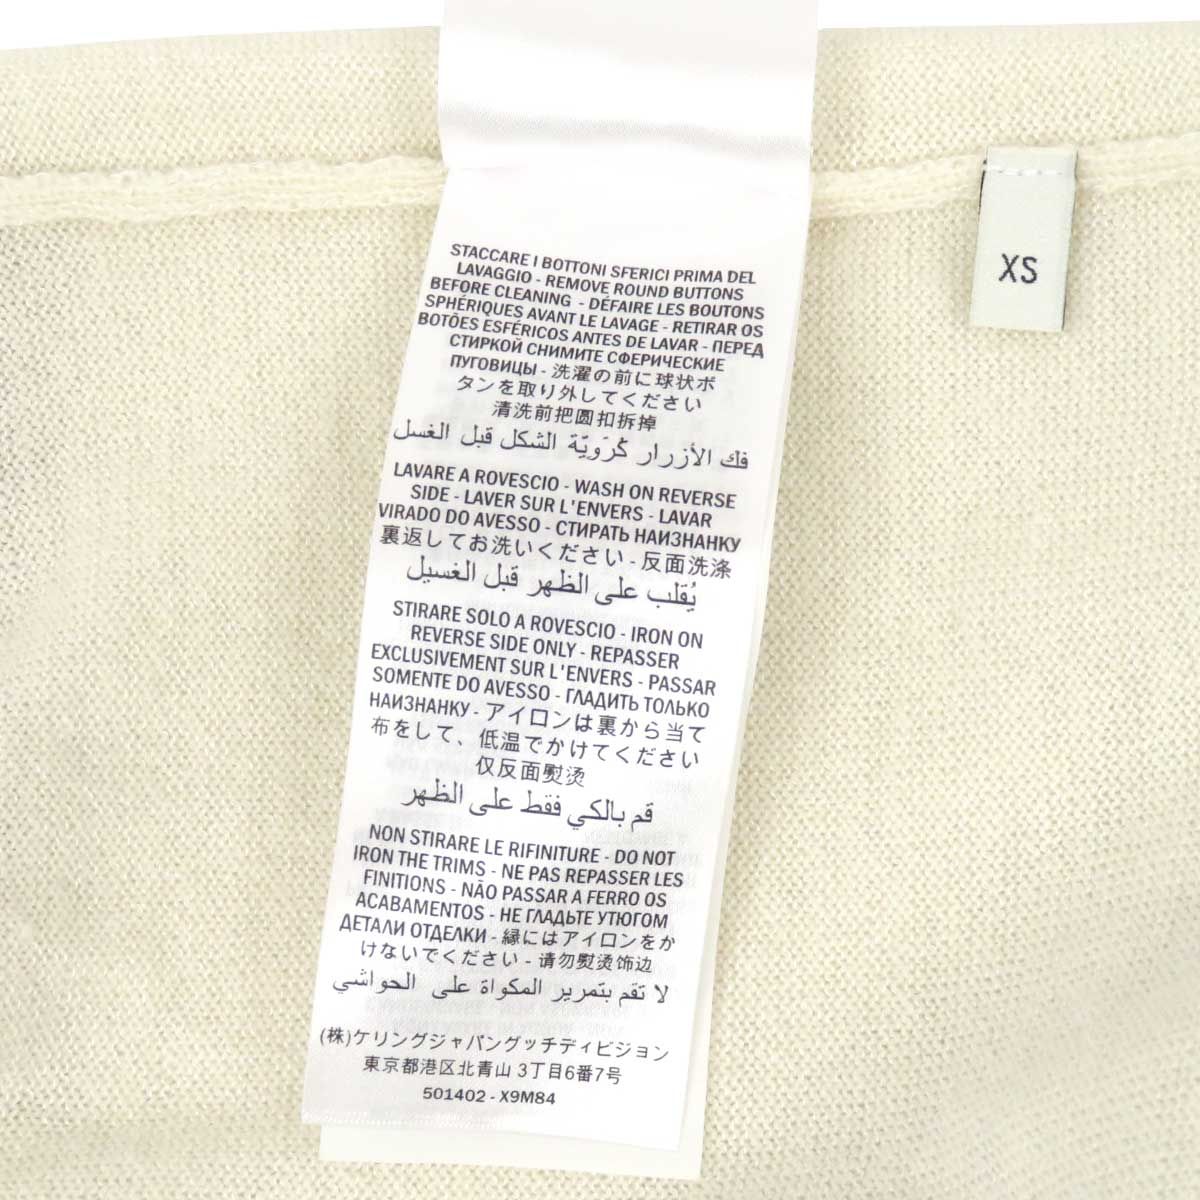 STACCARE I BOTTONI SFERICI PRIMA DEL
LAVAGGIO - REMOVE ROUND BUTTONS
BEFORE CLEANING - DÉFAIRE LES BOUTONS
SPHÉRIQUES AVANT LE LAVAGE - RETIRAR OS
BOTÕES ESFÉRICOS ANTES DE LAVAR - ПЕРЕД
СТИРКОЙ СНИМИТЕ СФЕРИЧЕСКИЕ
ПУГОВИЦЫ - 洗濯の前に球状ボ
タンを取り外してください
清洗前把圆扣拆掉
فك الأزرار كُرَويّة الشكل قبل الغسل
LAVARE A ROVESCIO - WASH ON REVERSE
SIDE - LAVER SUR L'ENVERS - LAVAR
VIRADO DO AVESSO - СТИРАТЬ НАИЗНАНКУ
裏返してお洗いください - 反面洗涤
يُقلب على الظهر قبل الغسيل
STIRARE SOLO A ROVESCIO - IRON ON
REVERSE SIDE ONLY - REPASSER
EXCLUSIVEMENT SUR L'ENVERS - PASSAR
SOMENTE DO AVESSO - ГЛАДИТЬ ТОЛЬКО
НАИЗНАНКУ - アイロンは裏から当て
布をして、低温でかけてください
仅反面熨烫
قم بالكي فقط على الظهر
NON STIRARE LE RIFINITURE - DO NOT
IRON THE TRIMS - NE PAS REPASSER LES
FINITIONS - NÃO PASSAR A FERRO OS
ACABAMENTOS - НЕ ГЛАДЬТЕ УТЮГОМ
ДЕТАЛИ ОТДЕЛКИ - 縁にはアイロンをか
けないでください - 请勿熨烫饰边
لا تقم بتمرير المكواة على الحواشي
(株)ケリングジャパングッチディビジョン
東京都港区北青山 3丁目6番7号
501402 - X9M84
XS